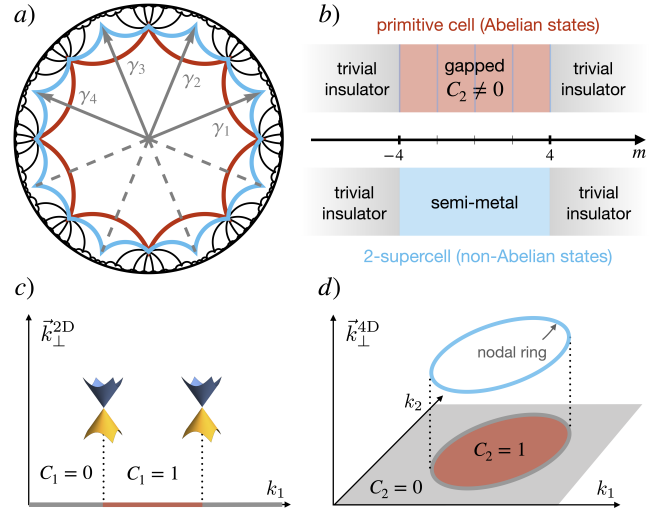 a)
γ₁
γ₂
γ₃
γ₄
b)
primitive cell (Abelian states)
trivial
insulator
gapped
C₂ ≠ 0
trivial
insulator
−4
4
m
trivial
insulator
semi-metal
trivial
insulator
2-supercell (non-Abelian states)
c)
k⃗⊥²ᴰ
C₁ = 0
C₁ = 1
k₁
d)
k⃗⊥⁴ᴰ
nodal ring
k₂
C₂ = 1
C₂ = 0
k₁